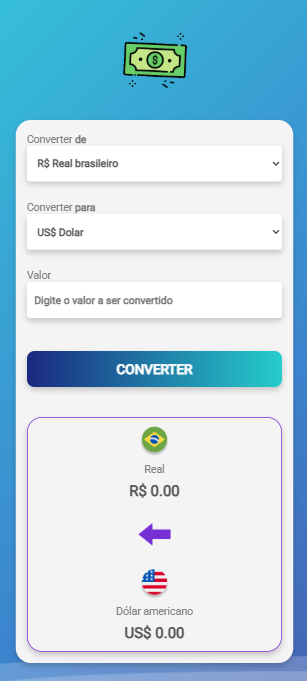 $
Converter de
R$ Real brasileiro
Converter para
US$ Dolar
Valor
Digite o valor a ser convertido
CONVERTER
Real
R$ 0.00
Dólar americano
US$ 0.00